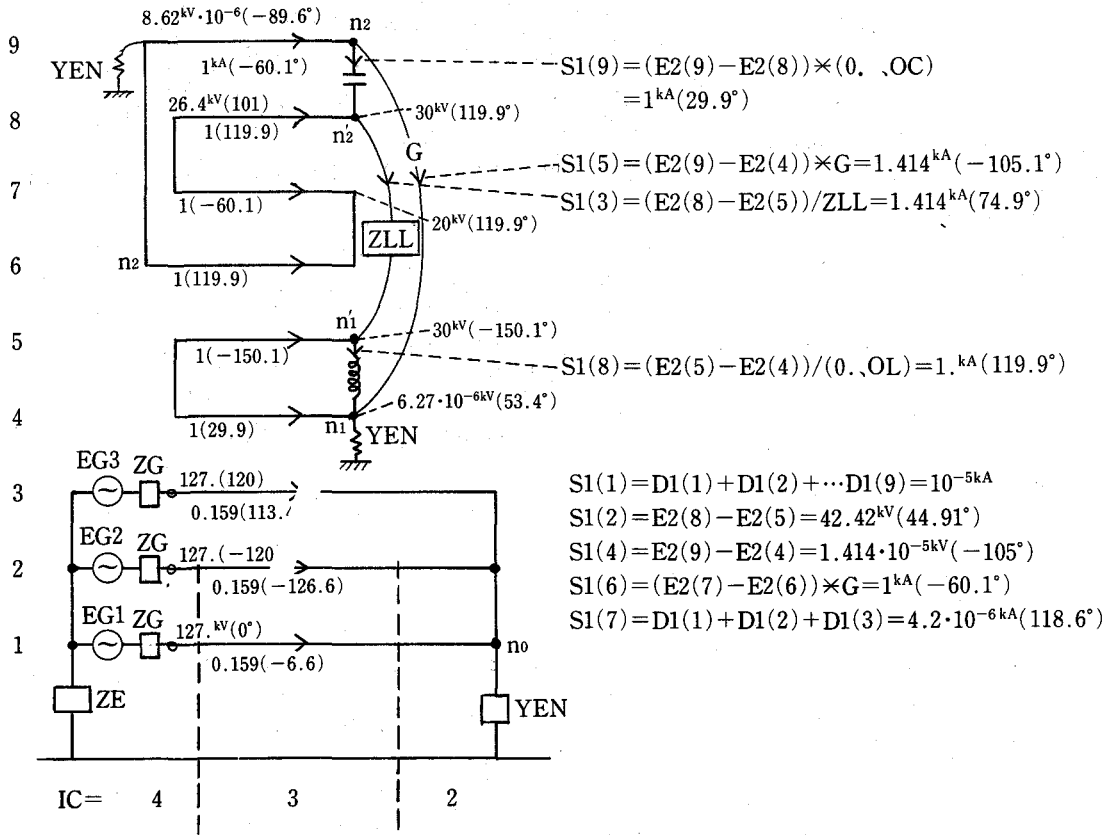 8.62kV·10-6(-89.6°)
n2
9
YEN
1kA(-60.1°)
S1(9)=(E2(9)-E2(8))*(0. 、OC)
=1kA(29.9°)
26.4kV(101)
30kV(119.9°)
8
1(119.9)
n'2
G
S1(5)=(E2(9)-E2(4))*G=1.414kA(-105.1°)
7
1(-60.1)
S1(3)=(E2(8)-E2(5))/ZLL=1.414kA(74.9°)
20kV(119.9°)
ZLL
6
n2
1(119.9)
n'1
30kV(-150.1°)
5
1(-150.1)
S1(8)=(E2(5)-E2(4))/(0.、OL)=1.kA(119.9°)
6.27·10-6kV(53.4°)
4
1(29.9)
n1
YEN
EG3
ZG
3
127.(120)
0.159(113.
S1(1)=D1(1)+D1(2)+···D1(9)=10-5kA
S1(2)=E2(8)-E2(5)=42.42kV(44.91°)
EG2
ZG
2
127.(-120
0.159(-126.6)
S1(4)=E2(9)-E2(4)=1.414·10-5kV(-105°)
S1(6)=(E2(7)-E2(6))*G=1kA(-60.1°)
EG1
ZG
1
127.kV(0°)
0.159(-6.6)
n0
S1(7)=D1(1)+D1(2)+D1(3)=4.2·10-6kA(118.6°)
ZE
YEN
IC= 4 3 2